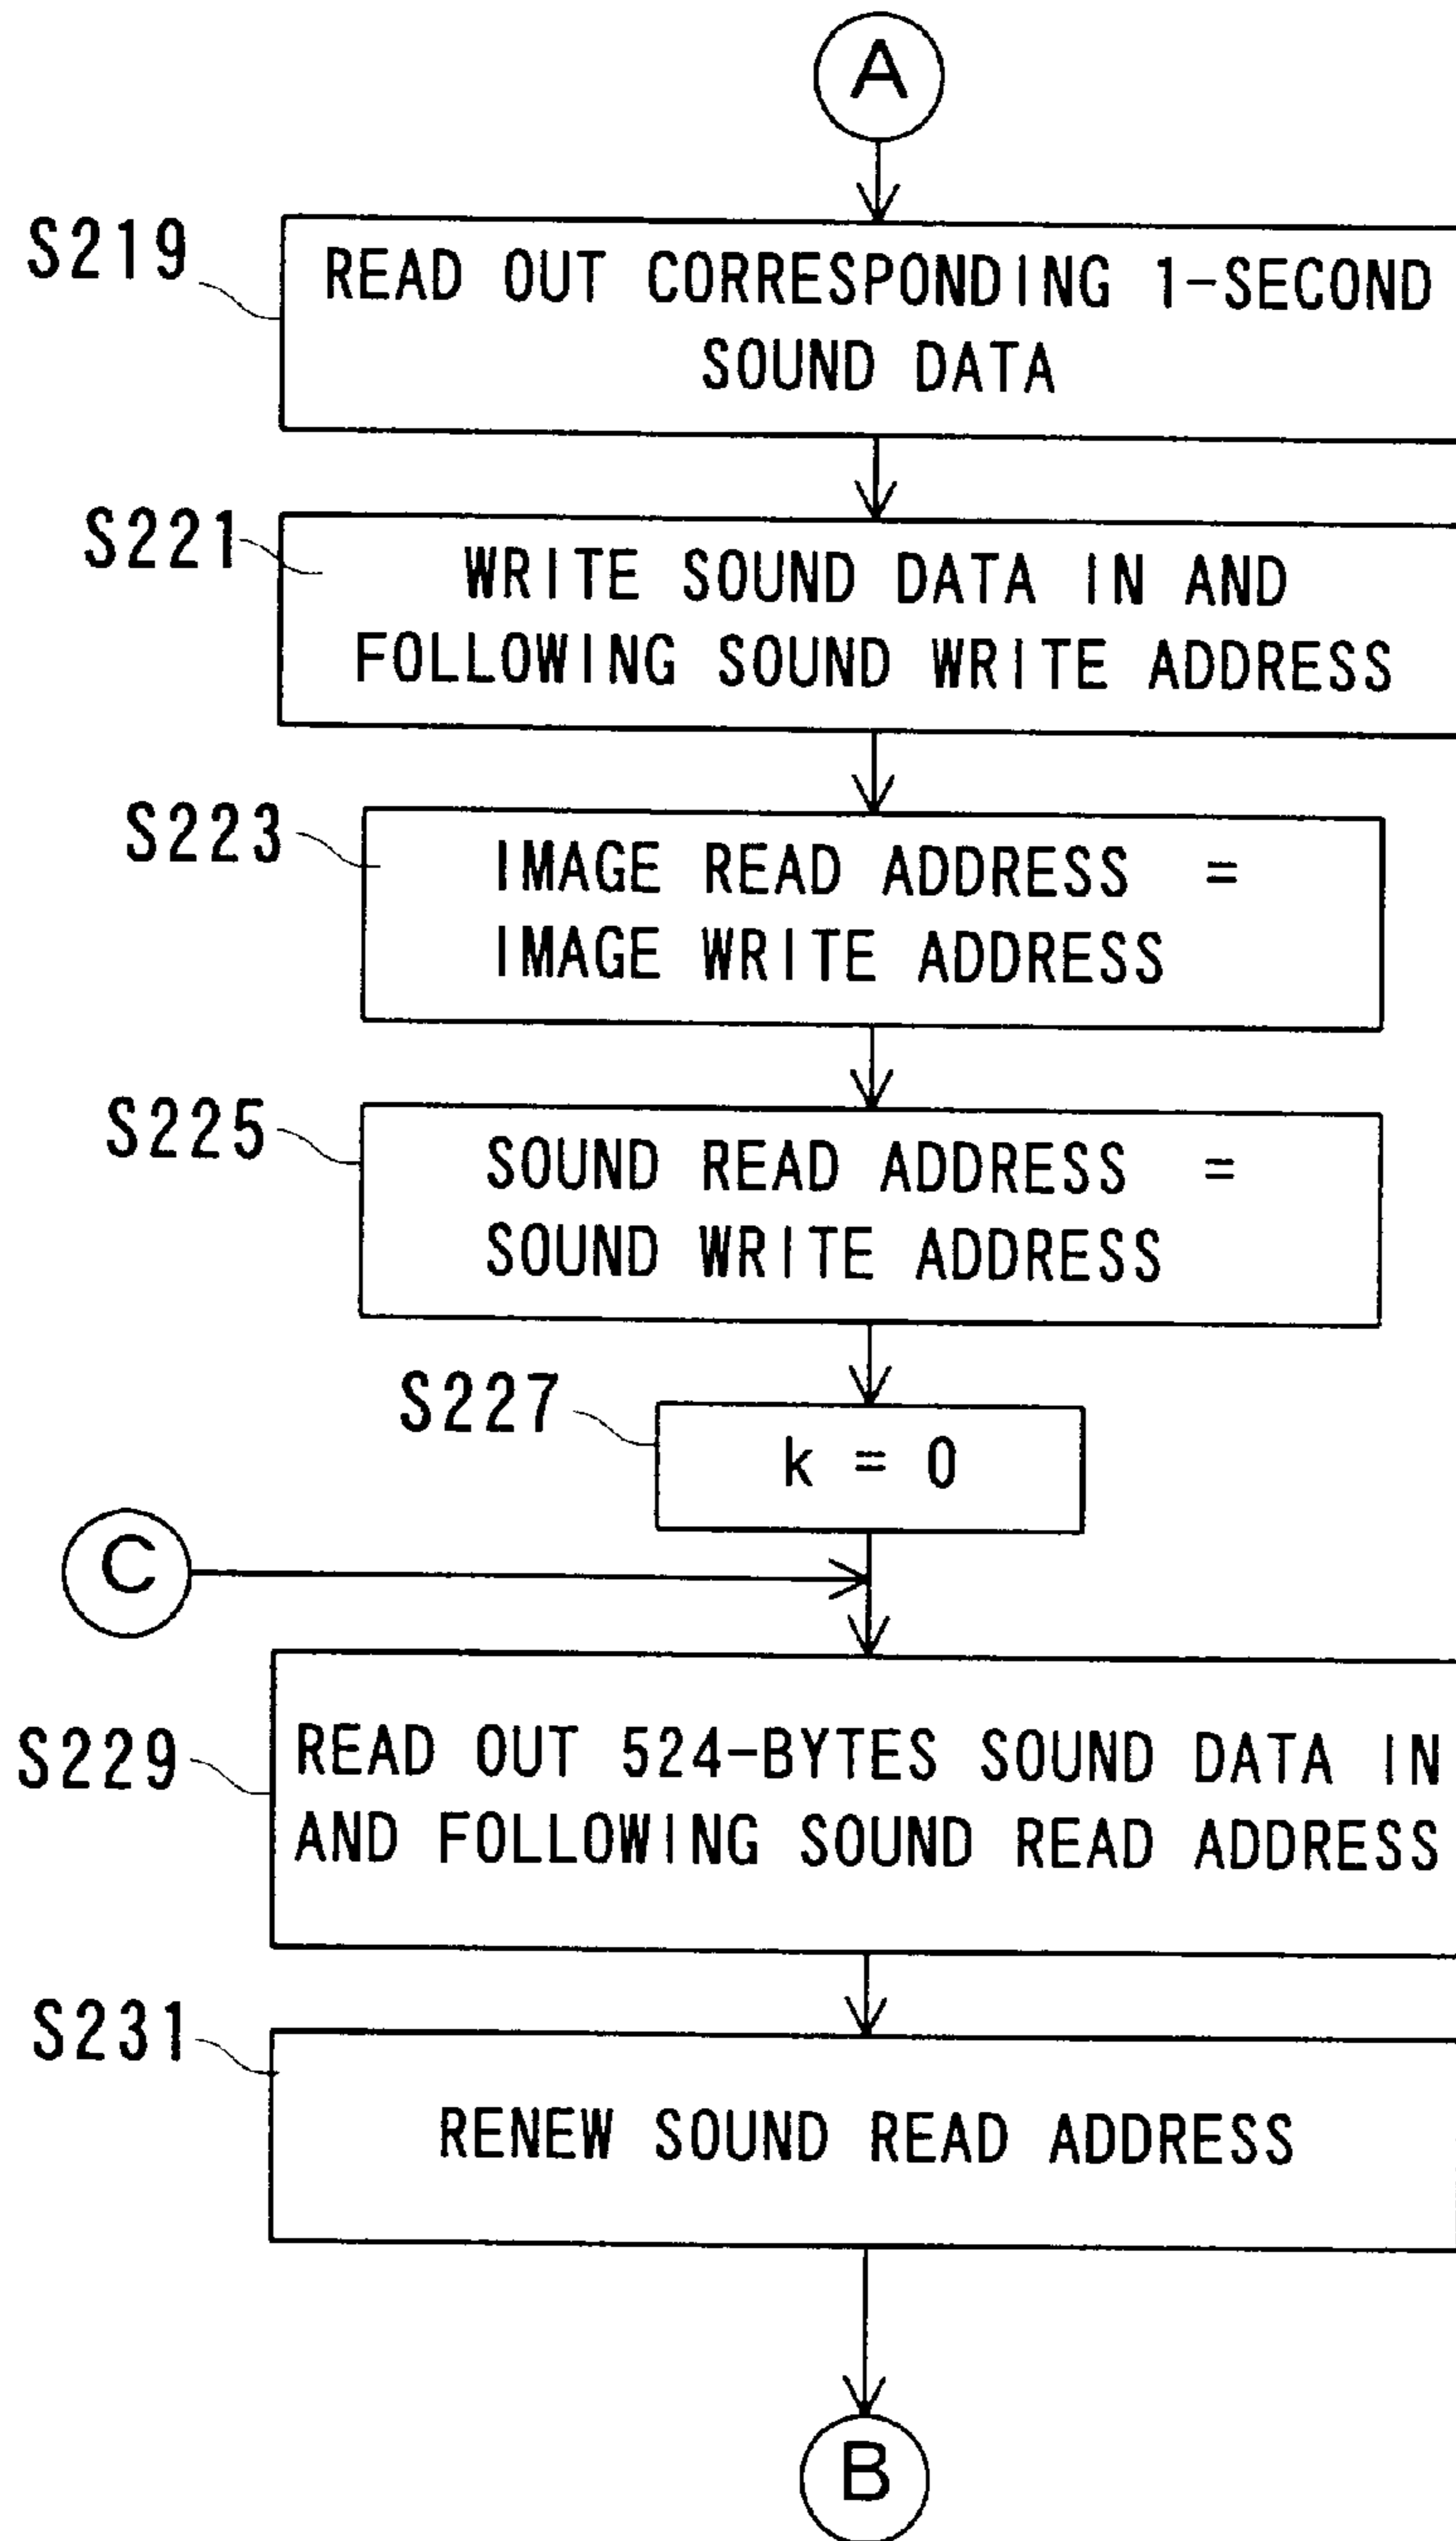 A
S219
READ OUT CORRESPONDING 1-SECOND
SOUND DATA
S221
WRITE SOUND DATA IN AND
FOLLOWING SOUND WRITE ADDRESS
S223
IMAGE READ ADDRESS =
IMAGE WRITE ADDRESS
S225
SOUND READ ADDRESS =
SOUND WRITE ADDRESS
S227
k = 0
C
S229
READ OUT 524-BYTES SOUND DATA IN
AND FOLLOWING SOUND READ ADDRESS
S231
RENEW SOUND READ ADDRESS
B